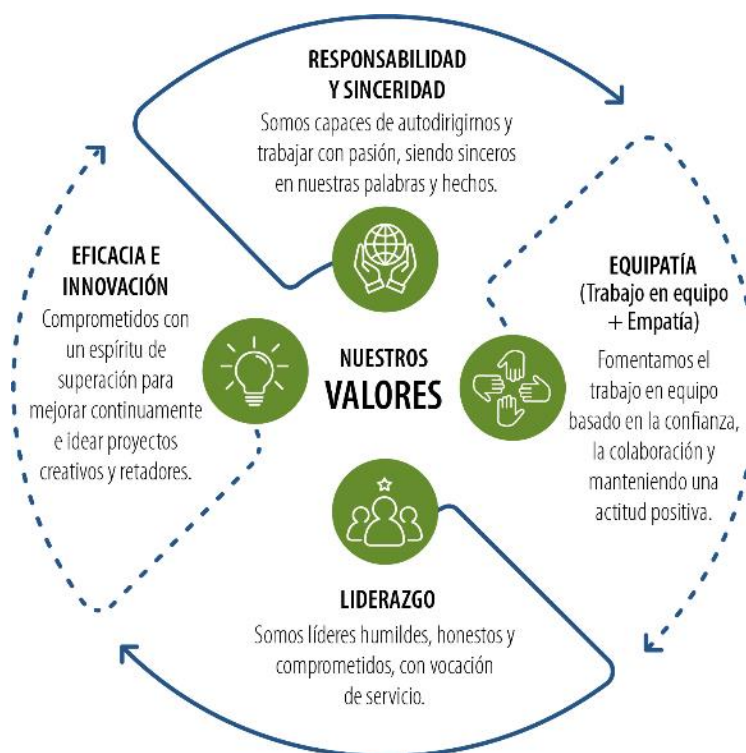 RESPONSABILIDAD
Y SINCERIDAD
Somos capaces de autodirigirnos y
trabajar con pasión, siendo sinceros
en nuestras palabras y hechos.
EFICACIA E
INNOVACIÓN
Comprometidos con
un espíritu de
superación para
mejorar continuamente
e idear proyectos
creativos y retadores.
NUESTROS
VALORES
EQUIPATÍA
(Trabajo en equipo
+ Empatía)
Fomentamos el
trabajo en equipo
basado en la confianza,
la colaboración y
manteniendo una
actitud positiva.
LIDERAZGO
Somos líderes humildes, honestos y
comprometidos, con vocación
de servicio.